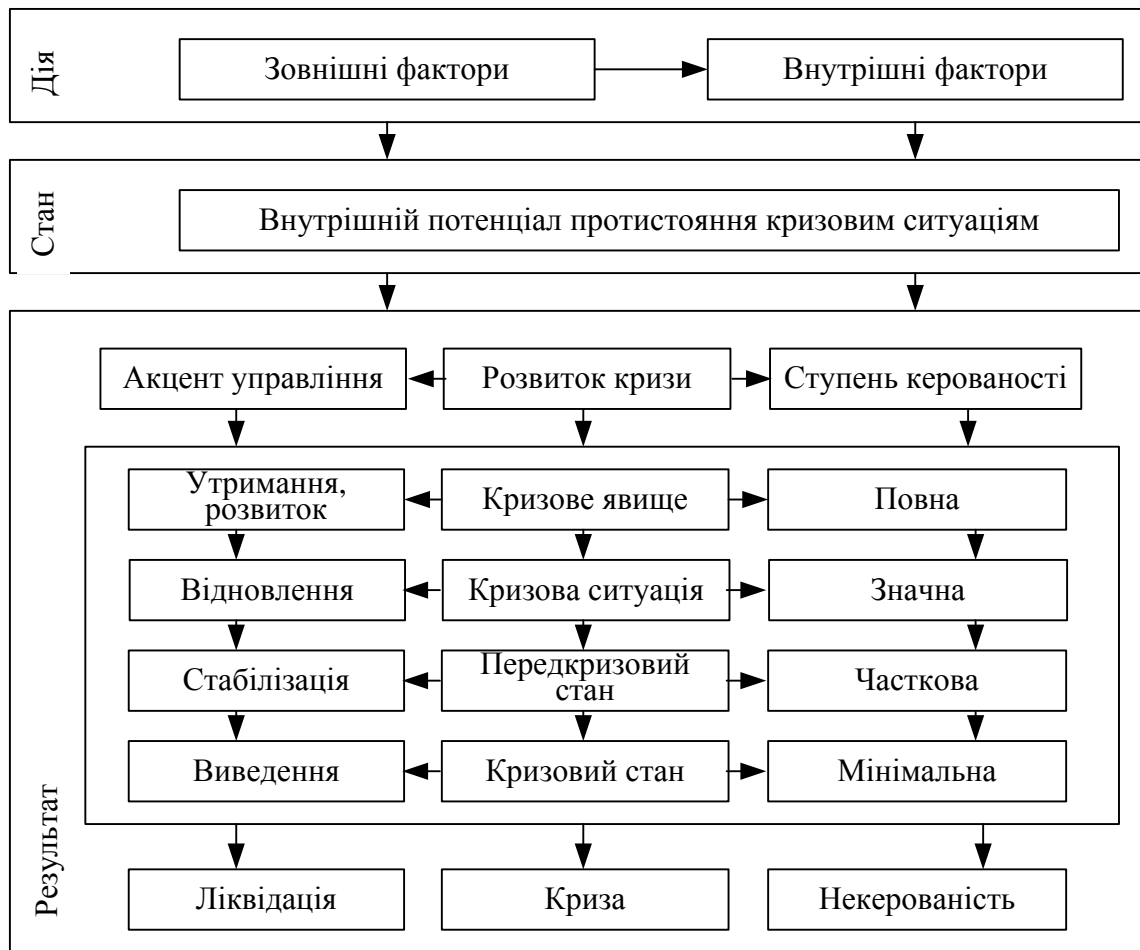 Дія
Зовнішні фактори
Внутрішні фактори
Стан
Внутрішній потенціал протистояння кризовим ситуаціям
Результат
Акцент управління
Розвиток кризи
Ступень керованості
Утримання,
розвиток
Кризове явище
Повна
Відновлення
Кризова ситуація
Значна
Стабілізація
Передкризовий
стан
Часткова
Виведення
Кризовий стан
Мінімальна
Ліквідація
Криза
Некерованість